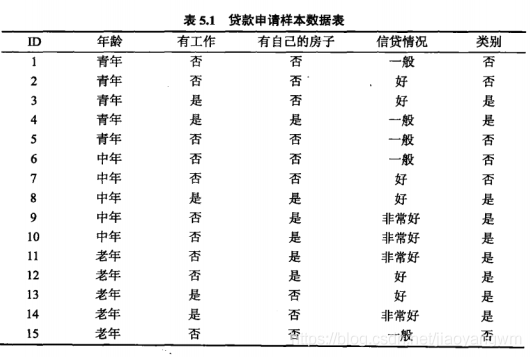 表 5.1 贷款申请样本数据表
ID 年龄 有工作 有自己的房子 信贷情况 类别
1 青年 否 否 一般 否
2 青年 否 否 好 否
3 青年 是 否 好 是
4 青年 是 是 一般 是
5 青年 否 否 一般 否
6 中年 否 否 一般 否
7 中年 否 否 好 否
8 中年 是 是 好 是
9 中年 否 是 非常好 是
10 中年 否 是 非常好 是
11 老年 否 是 非常好 是
12 老年 否 是 好 是
13 老年 是 否 好 是
14 老年 是 否 非常好 是
15 老年 否 否 一般 否